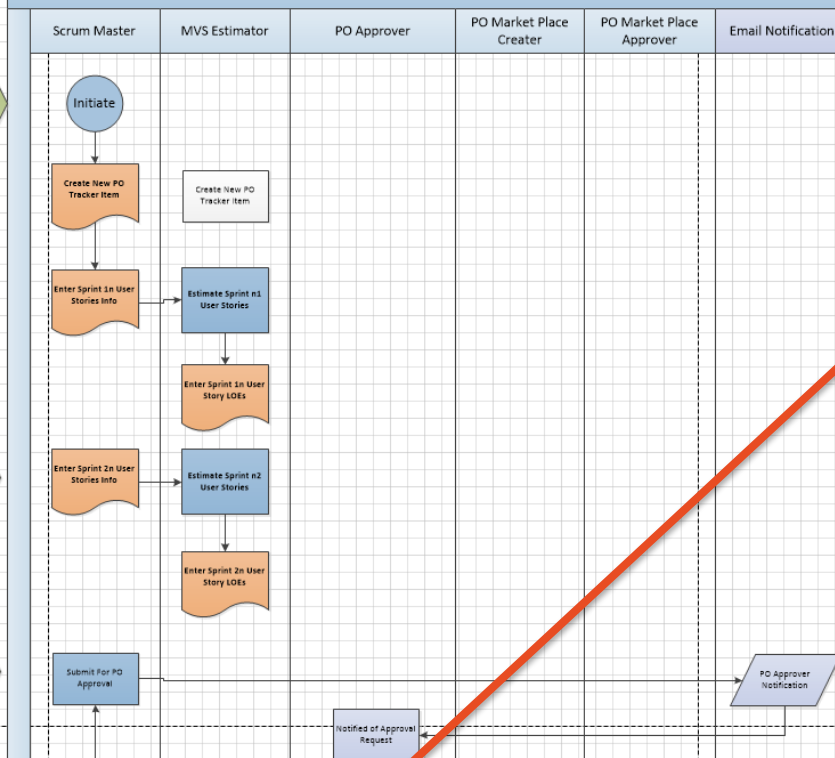 Scrum Master
MVS Estimator
PO Approver
PO Market Place
Creater
PO Market Place
Approver
Email Notification
Initiate
Create New PO
Tracker Item
Create New PO
Tracker Item
Enter Sprint 1n User
Stories Info
Estimate Sprint n1
User Stories
Enter Sprint 1n User
Story LOEs
Enter Sprint 2n User
Stories Info
Estimate Sprint n2
User Stories
Enter Sprint 2n User
Story LOEs
Submit For PO
Approval
PO Approver
Notification
Notified of Approval
Request